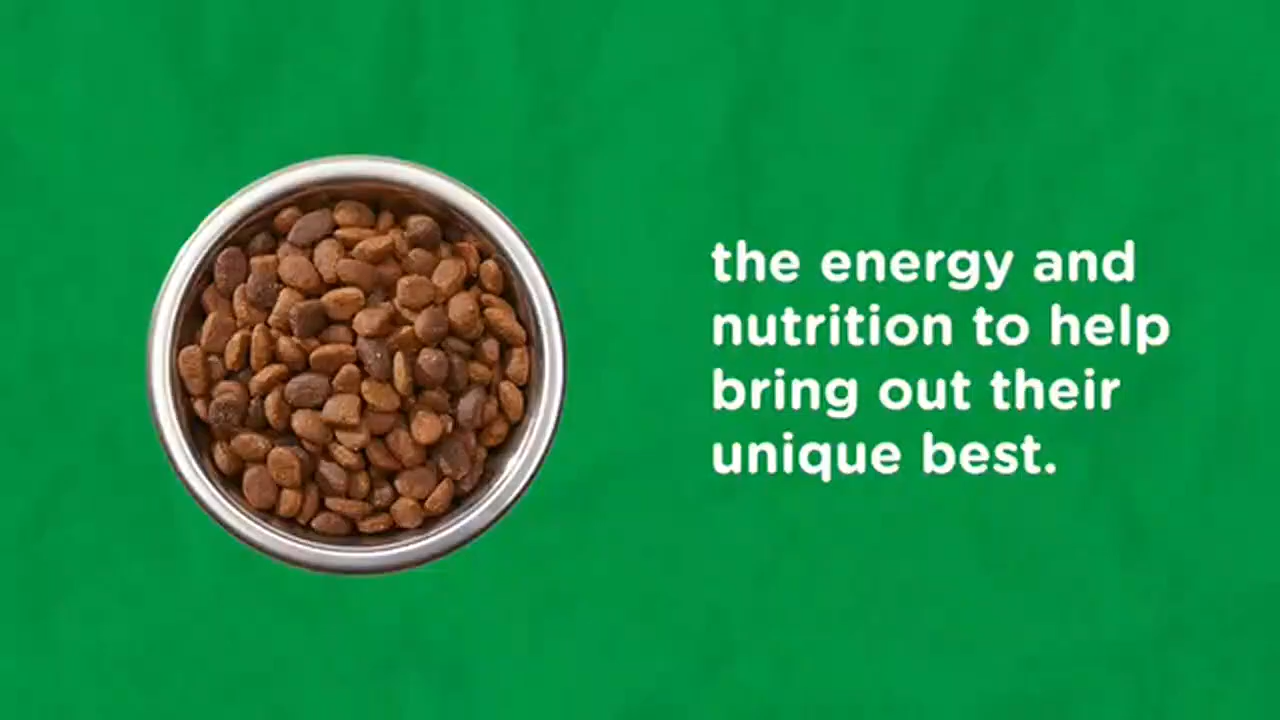 the energy and
nutrition to help
bring out their
unique best.